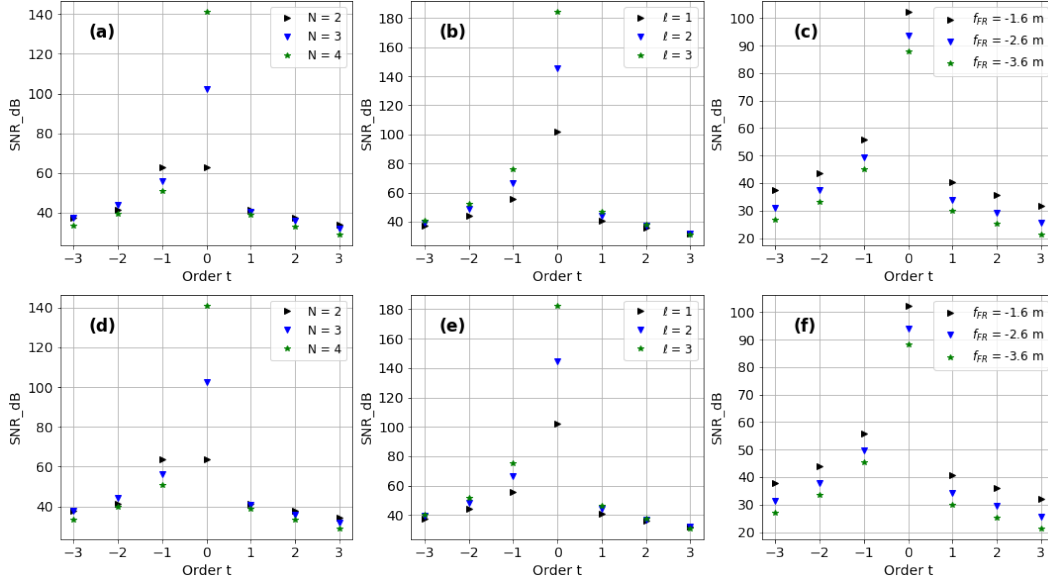 (a)
N = 2
N = 3
N = 4
SNR_dB
140
120
100
80
60
40
−3 −2 −1 0 1 2 3
Order t
(b)
ℓ = 1
ℓ = 2
ℓ = 3
SNR_dB
180
160
140
120
100
80
60
40
−3 −2 −1 0 1 2 3
Order t
(c)
f_FR = -1.6 m
f_FR = -2.6 m
f_FR = -3.6 m
SNR_dB
100
90
80
70
60
50
40
30
20
−3 −2 −1 0 1 2 3
Order t
(d)
N = 2
N = 3
N = 4
SNR_dB
140
120
100
80
60
40
−3 −2 −1 0 1 2 3
Order t
(e)
ℓ = 1
ℓ = 2
ℓ = 3
SNR_dB
180
160
140
120
100
80
60
40
−3 −2 −1 0 1 2 3
Order t
(f)
f_FR = -1.6 m
f_FR = -2.6 m
f_FR = -3.6 m
SNR_dB
100
90
80
70
60
50
40
30
20
−3 −2 −1 0 1 2 3
Order t